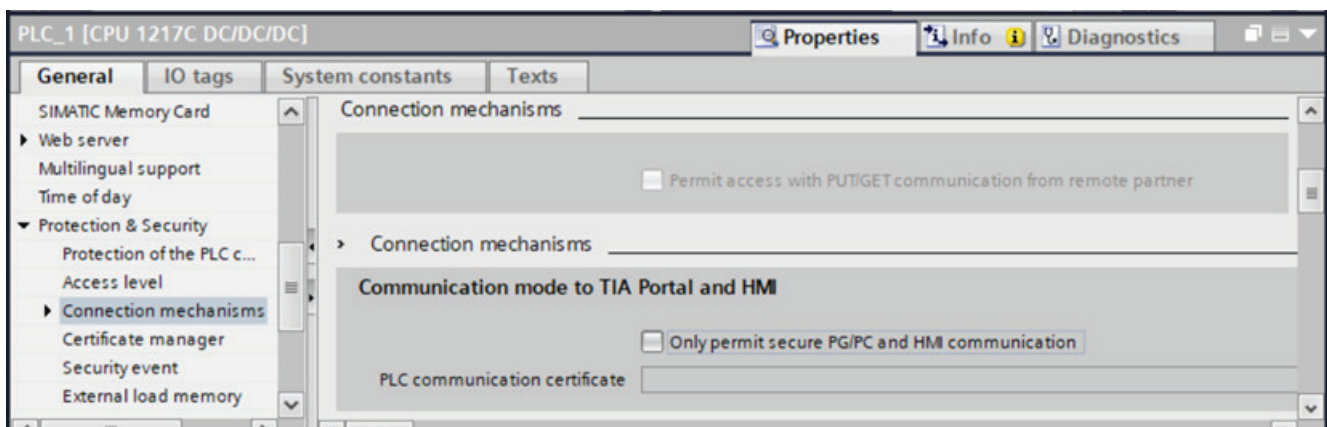 PLC_1 [CPU 1217C DC/DC/DC]
Properties
Info
Diagnostics
General
IO tags
System constants
Texts
SIMATIC Memory Card
Web server
Multilingual support
Time of day
Protection & Security
Protection of the PLC c...
Access level
Connection mechanisms
Certificate manager
Security event
External load memory
Connection mechanisms
Permit access with PUT/GET communication from remote partner
Connection mechanisms
Communication mode to TIA Portal and HMI
Only permit secure PG/PC and HMI communication
PLC communication certificate